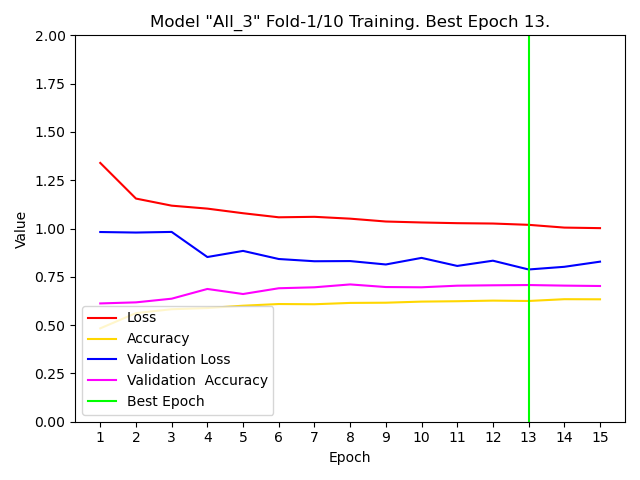 Model "All_3" Fold-1/10 Training. Best Epoch 13.
2.00
1.75
1.50
1.25
1.00
0.75
0.50
0.25
0.00
Value
Loss
Accuracy
Validation Loss
Validation  Accuracy
Best Epoch
1 2 3 4 5 6 7 8 9 10 11 12 13 14 15
Epoch